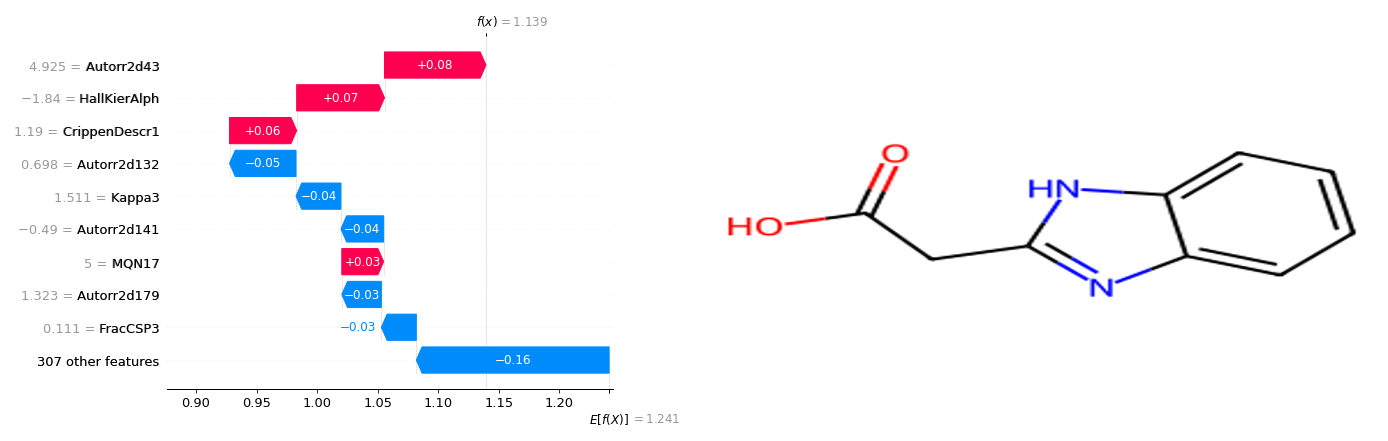 f(x) = 1.139
4.925 = Autorr2d43
+0.08
−1.84 = HallKierAlph
+0.07
1.19 = CrippenDescr1
+0.06
0.698 = Autorr2d132
−0.05
1.511 = Kappa3
−0.04
−0.49 = Autorr2d141
−0.04
5 = MQN17
+0.03
1.323 = Autorr2d179
−0.03
0.111 = FracCSP3
−0.03
307 other features
−0.16
0.90 0.95 1.00 1.05 1.10 1.15 1.20
E[f(X)] = 1.241
O
HO
HN
N